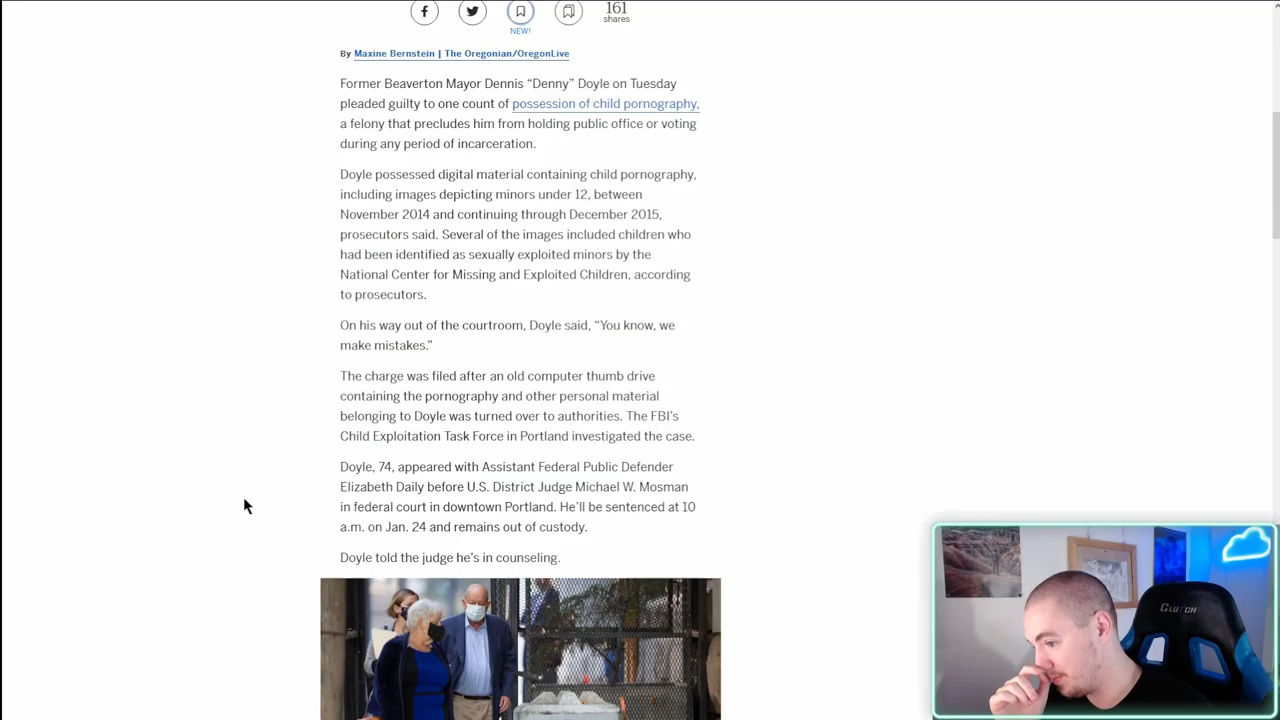 161
shares
NEW!
By Maxine Bernstein | The Oregonian/OregonLive
Former Beaverton Mayor Dennis “Denny” Doyle on Tuesday
pleaded guilty to one count of possession of child pornography,
a felony that precludes him from holding public office or voting
during any period of incarceration.
Doyle possessed digital material containing child pornography,
including images depicting minors under 12, between
November 2014 and continuing through December 2015,
prosecutors said. Several of the images included children who
had been identified as sexually exploited minors by the
National Center for Missing and Exploited Children, according
to prosecutors.
On his way out of the courtroom, Doyle said, “You know, we
make mistakes.”
The charge was filed after an old computer thumb drive
containing the pornography and other personal material
belonging to Doyle was turned over to authorities. The FBI’s
Child Exploitation Task Force in Portland investigated the case.
Doyle, 74, appeared with Assistant Federal Public Defender
Elizabeth Daily before U.S. District Judge Michael W. Mosman
in federal court in downtown Portland. He’ll be sentenced at 10
a.m. on Jan. 24 and remains out of custody.
Doyle told the judge he’s in counseling.
CLUTCH